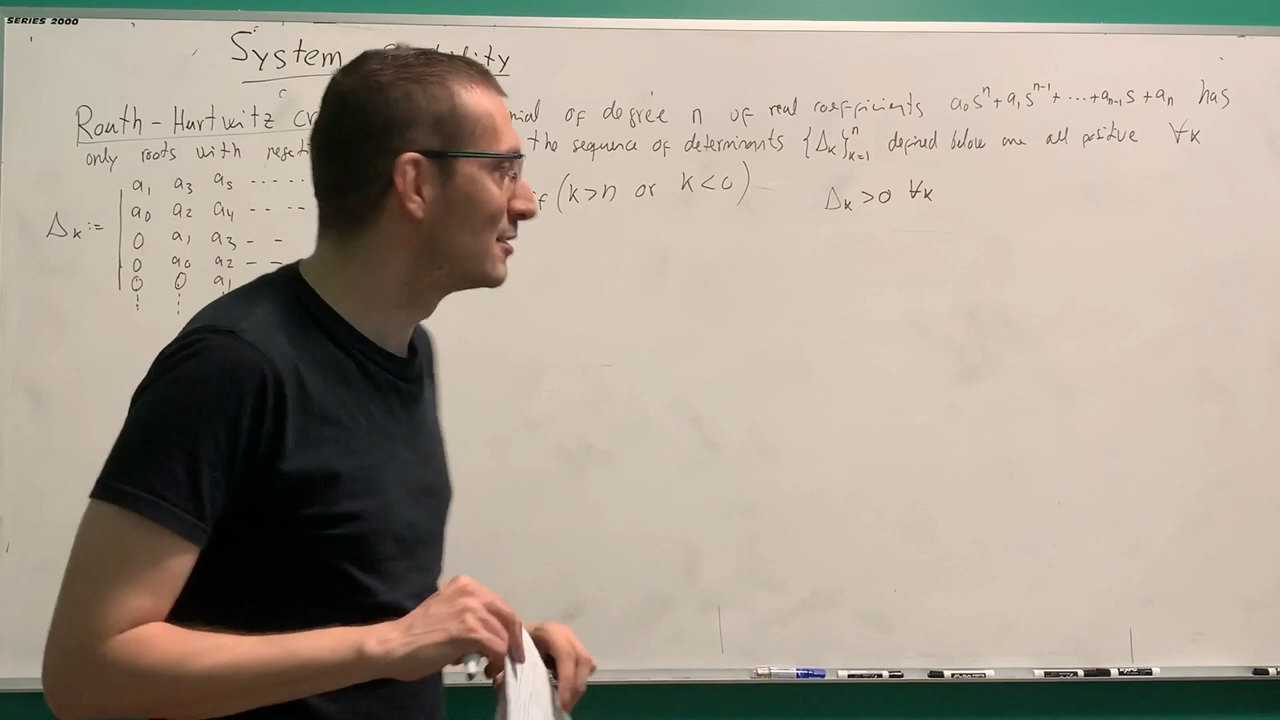 SERIES 2000
System
Routh-Hurtwitz of degree n of real coefficients a₀sⁿ+a₁sⁿ⁻¹+⋯+aₙ₋₁s+aₙ has
only roots with the sequence of determinants {Δₖ}ⁿₖ₌₁ defined below are all positive ∀k
Δₖ:= | a₁ a₃ a₅ ------
a₀ a₂ a₄ ----
0 a₁ a₃ --
0 a₀ a₂ --
0 0 a₁
⋮ ⋮
(k>n or k<0) Δₖ>0 ∀k